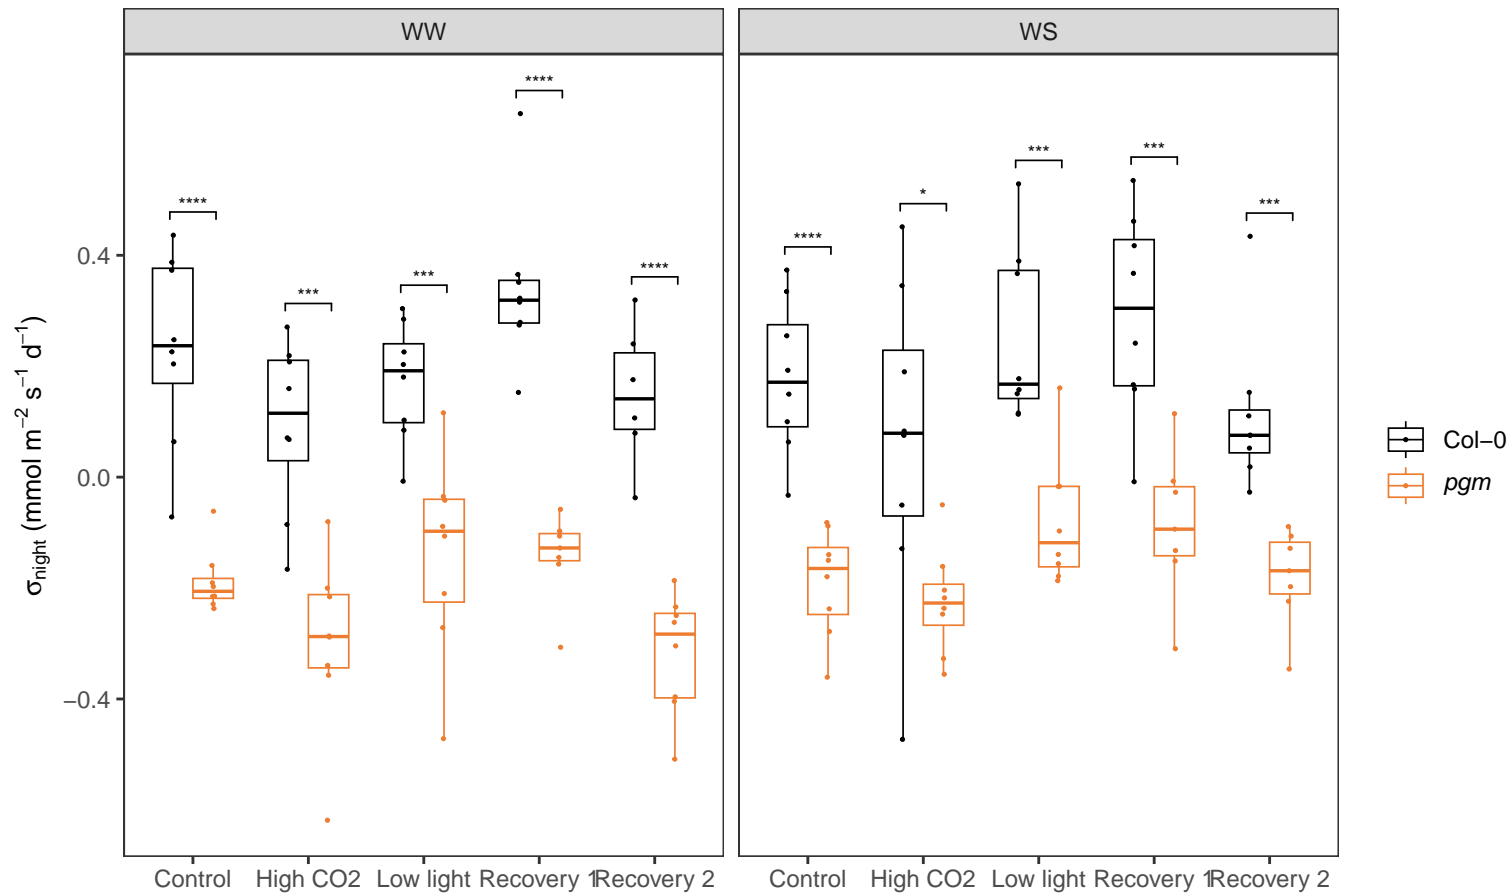 WW
WS
****
***
***
****
****
****
*
***
***
***
0.4
0.0
−0.4
σnight (mmol m−2 s−1 d−1)
Control High CO2 Low light Recovery 1 Recovery 2
Control High CO2 Low light Recovery 1 Recovery 2
Col−0
pgm